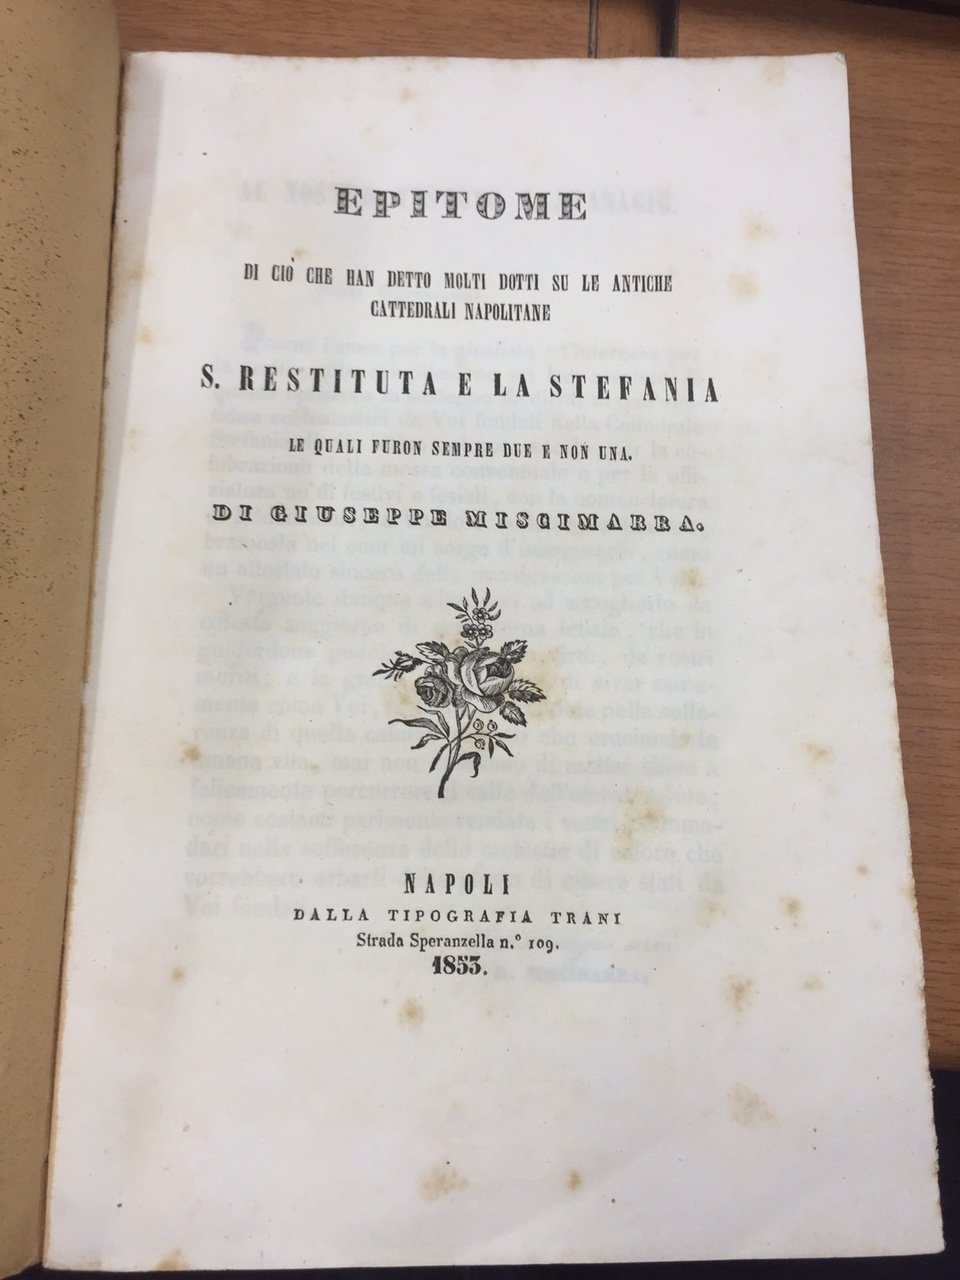 EPITOME
DI CIÒ CHE HAN DETTO MOLTI DOTTI SU LE ANTICHE
CATTEDRALI NAPOLITANE
S. RESTITUTA E LA STEFANIA
LE QUALI FURON SEMPRE DUE E NON UNA.
DI GIUSEPPE MISCIMARRA.
NAPOLI
DALLA TIPOGRAFIA TRANI
Strada Speranzella n.° 109.
1853.